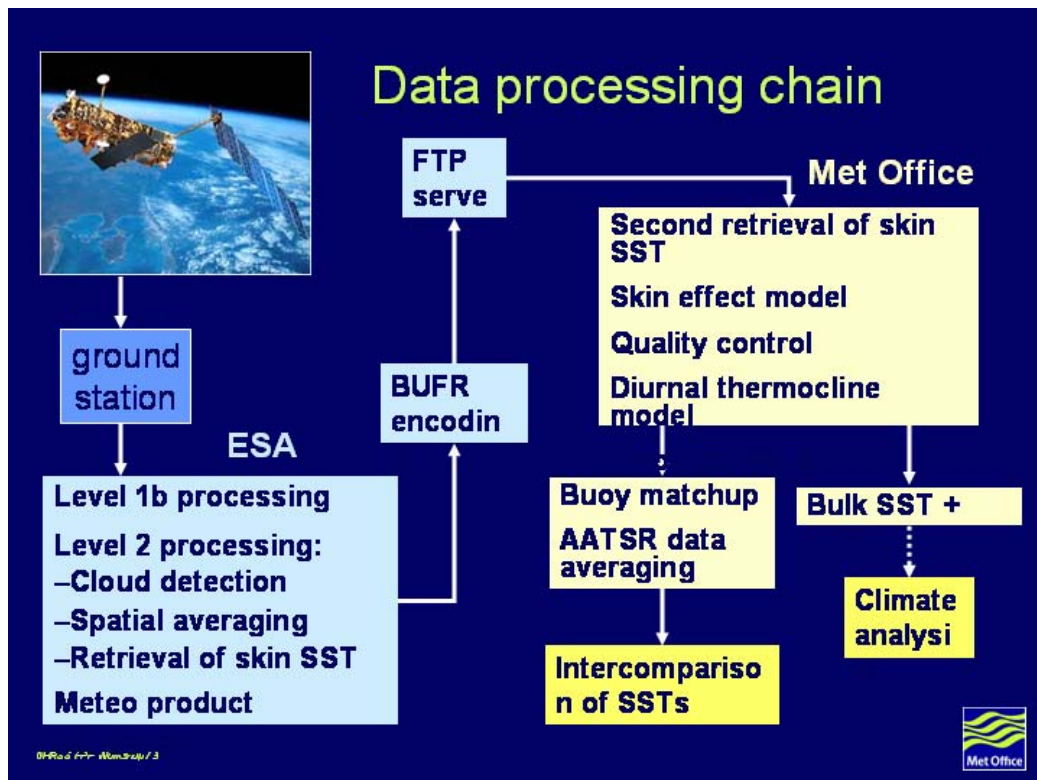 Data processing chain
FTP
serve
Met Office
Second retrieval of skin
SST
Skin effect model
Quality control
Diurnal thermocline
model
ground
station
BUFR
encodin
ESA
Level 1b processing
Level 2 processing:
–Cloud detection
–Spatial averaging
–Retrieval of skin SST
Meteo product
Buoy matchup
AATSR data
averaging
Bulk SST +
Climate
analysi
Intercompariso
n of SSTs
Met Office